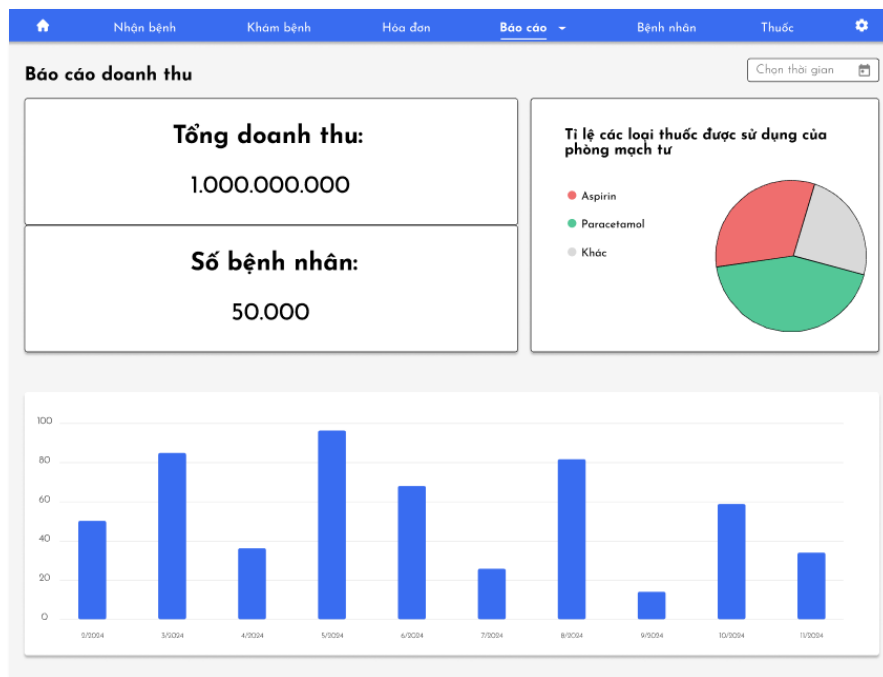 Nhận bệnh Khám bệnh Hóa đơn Báo cáo Bệnh nhân Thuốc
Báo cáo doanh thu
Chọn thời gian
Tổng doanh thu:
1.000.000.000
Số bệnh nhân:
50.000
Tỉ lệ các loại thuốc được sử dụng của
phòng mạch tư
Aspirin
Paracetamol
Khác
100
80
60
40
20
0
2/2024 3/2024 4/2024 5/2024 6/2024 7/2024 8/2024 9/2024 10/2024 11/2024